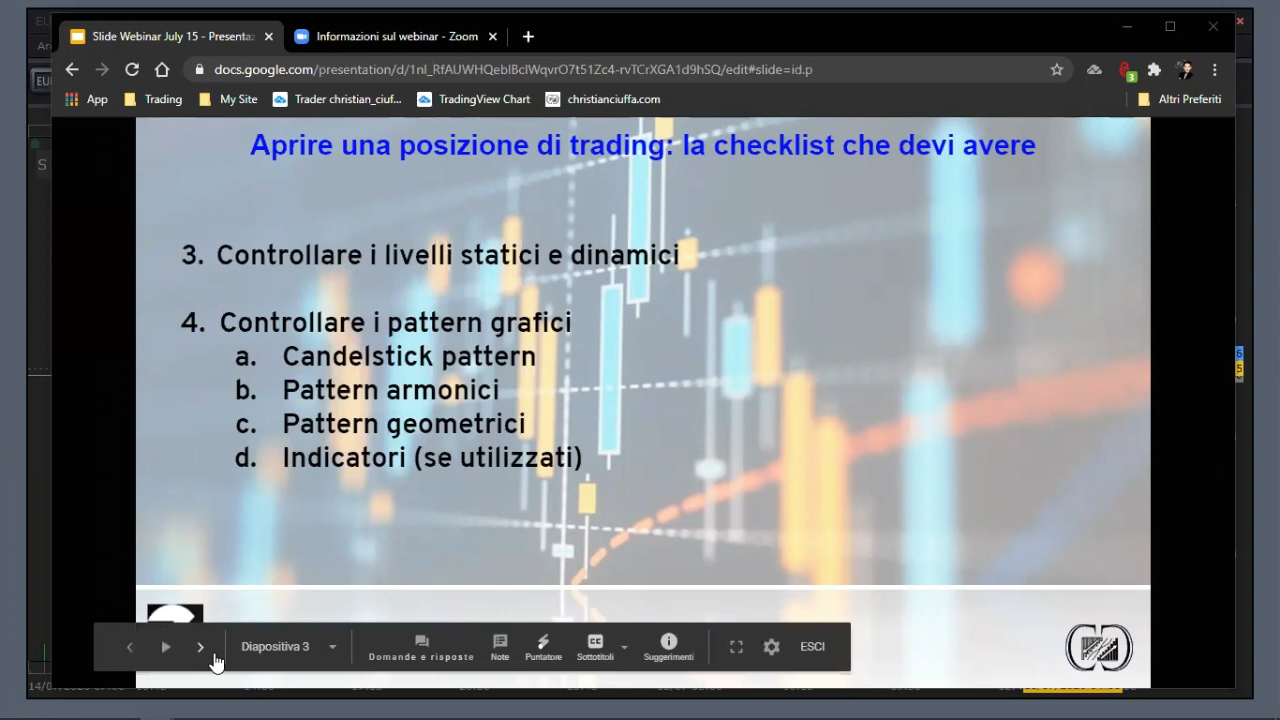 Slide Webinar July 15 - Presentaz
Informazioni sul webinar - Zoom
docs.google.com/presentation/d/1nI_RfAUWHQeblBclWqvrO7t51Zc4-rvTCrXGA1d9hSQ/edit#slide=id.p
3
App
Trading
My Site
Trader christian_ciuf...
TradingView Chart
christianciuffa.com
Altri Preferiti
Aprire una posizione di trading: la checklist che devi avere
3. Controllare i livelli statici e dinamici
4. Controllare i pattern grafici
a. Candelstick pattern
b. Pattern armonici
c. Pattern geometrici
d. Indicatori (se utilizzati)
Diapositiva 3
Domande e risposte
Note
Puntatore
Sottotitoli
Suggerimenti
ESCI